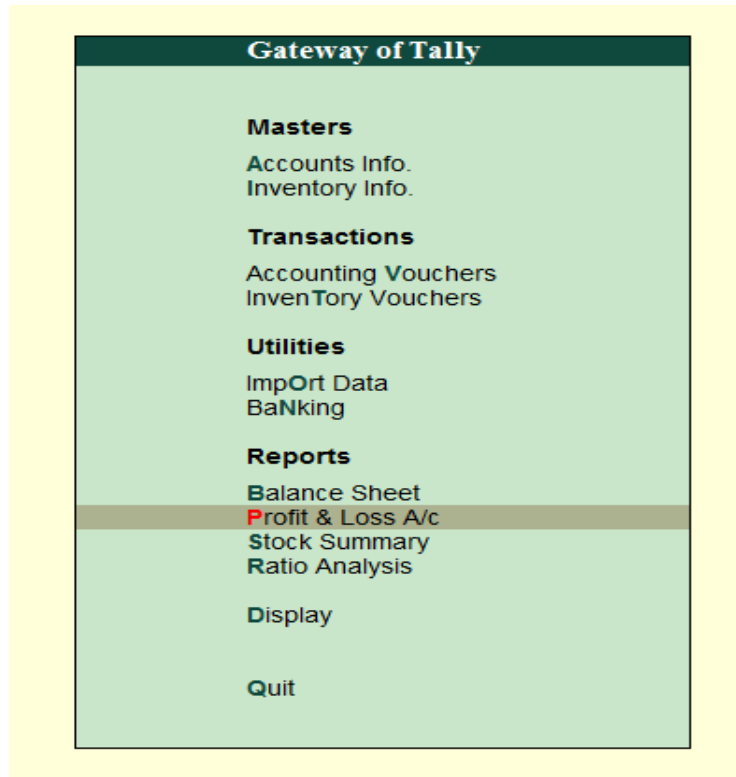 Gateway of Tally
Masters
Accounts Info.
Inventory Info.
Transactions
Accounting Vouchers
InvenTory Vouchers
Utilities
ImpOrt Data
BaNking
Reports
Balance Sheet
Profit & Loss A/c
Stock Summary
Ratio Analysis
Display
Quit